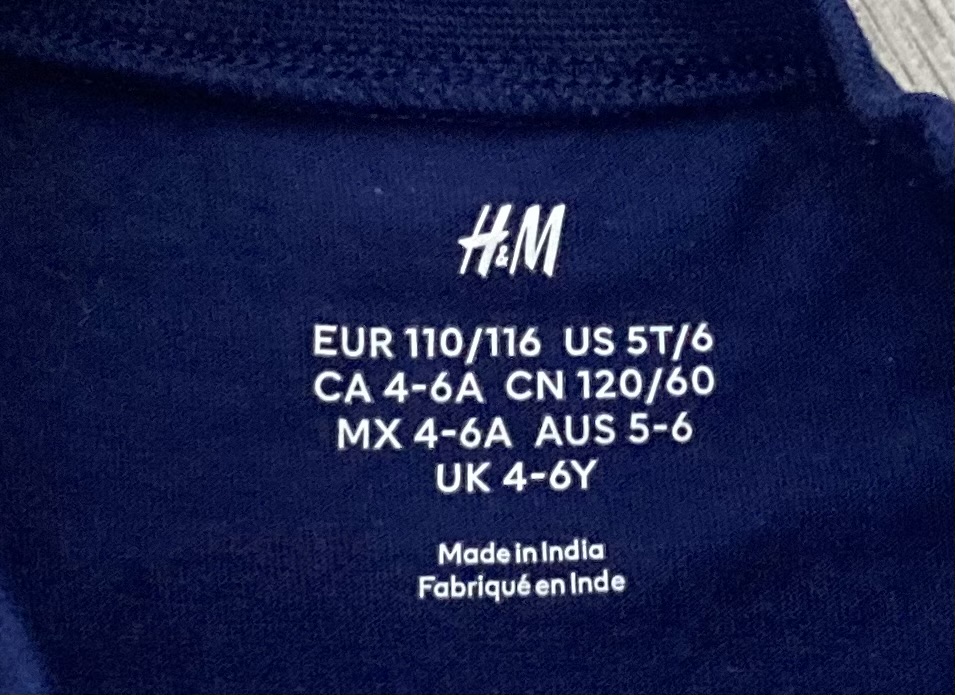 H&M
EUR 110/116 US 5T/6
CA 4-6A CN 120/60
MX 4-6A AUS 5-6
UK 4-6Y
Made in India
Fabriqué en Inde